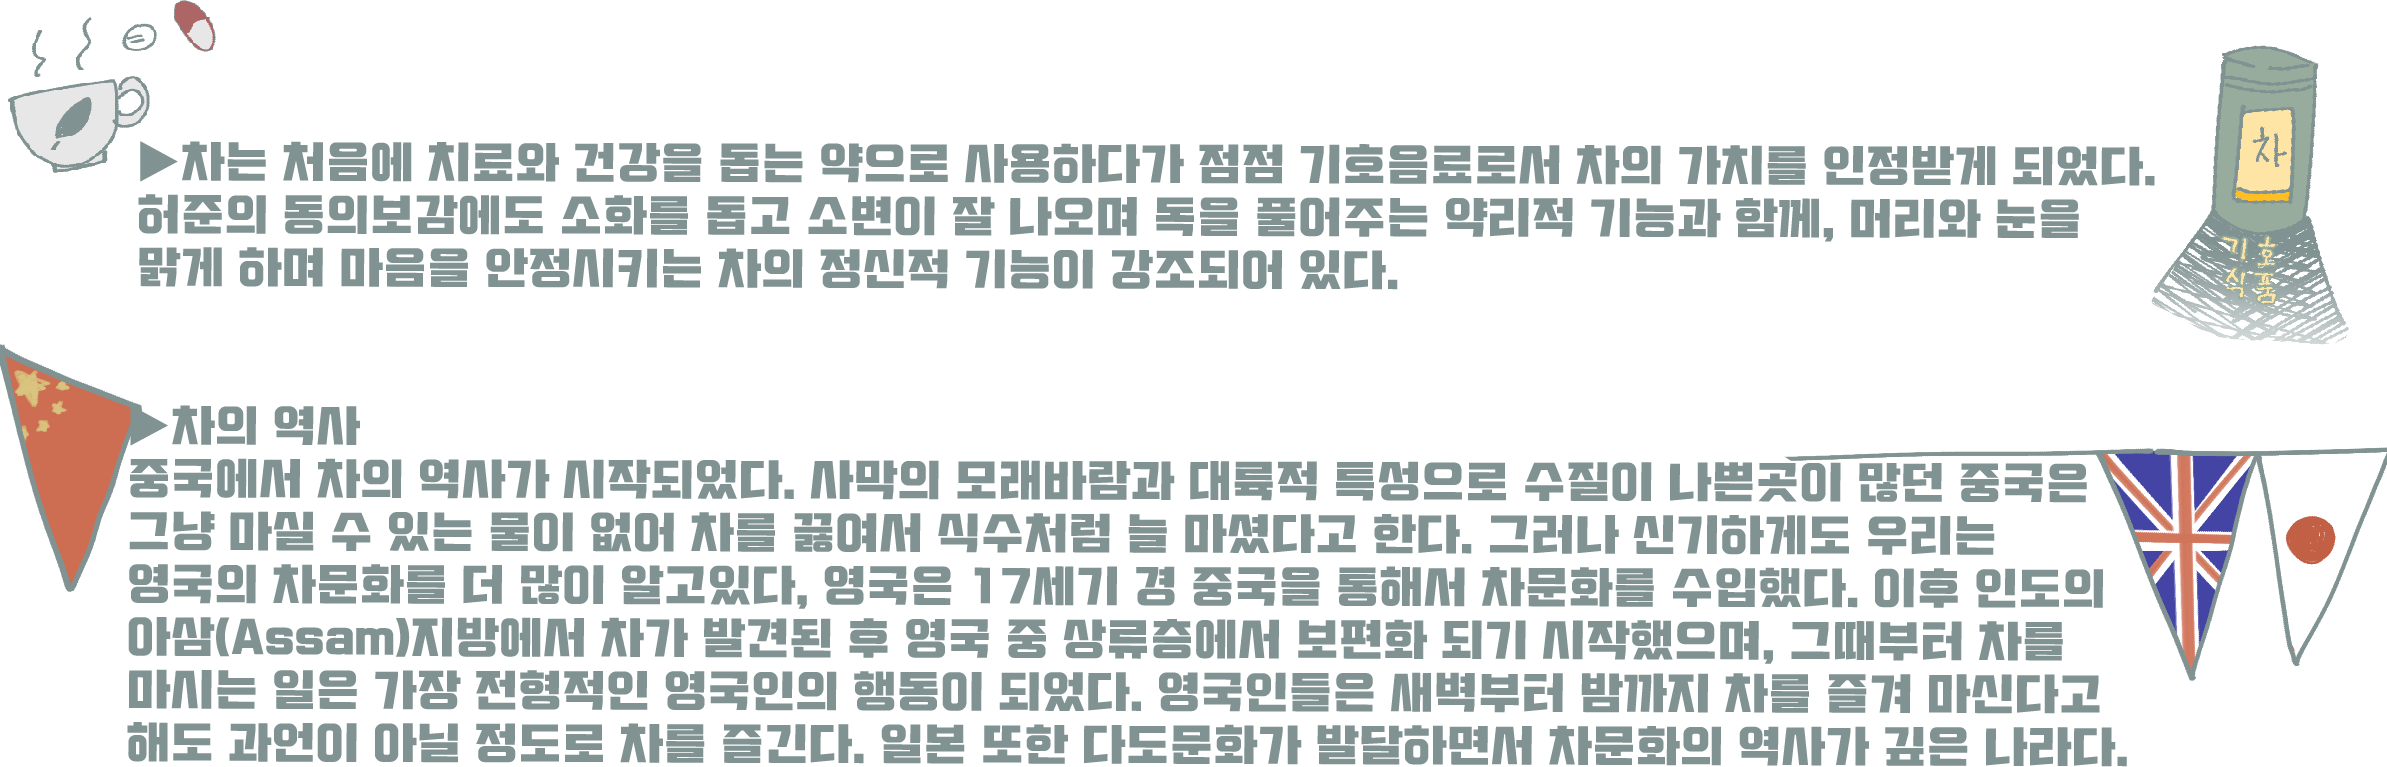 ▶차는 처음에 치료와 건강을 돕는 약으로 사용하다가 점점 기호음료로서 차의 가치를 인정받게 되었다.
허준의 동의보감에도 소화를 돕고 소변이 잘 나오며 독을 풀어주는 약리적 기능과 함께, 머리와 눈을
맑게 하며 마음을 안정시키는 차의 정신적 기능이 강조되어 있다.
차
기호
식품
▶차의 역사
중국에서 차의 역사가 시작되었다. 사막의 모래바람과 대륙적 특성으로 수질이 나쁜곳이 많던 중국은
그냥 마실 수 있는 물이 없어 차를 끓여서 식수처럼 늘 마셨다고 한다. 그러나 신기하게도 우리는
영국의 차문화를 더 많이 알고있다, 영국은 17세기 경 중국을 통해서 차문화를 수입했다. 이후 인도의
아삼(Assam)지방에서 차가 발견된 후 영국 중 상류층에서 보편화 되기 시작했으며, 그때부터 차를
마시는 일은 가장 전형적인 영국인의 행동이 되었다. 영국인들은 새벽부터 밤까지 차를 즐겨 마신다고
해도 과언이 아닐 정도로 차를 즐긴다. 일본 또한 다도문화가 발달하면서 차문화의 역사가 깊은 나라다.